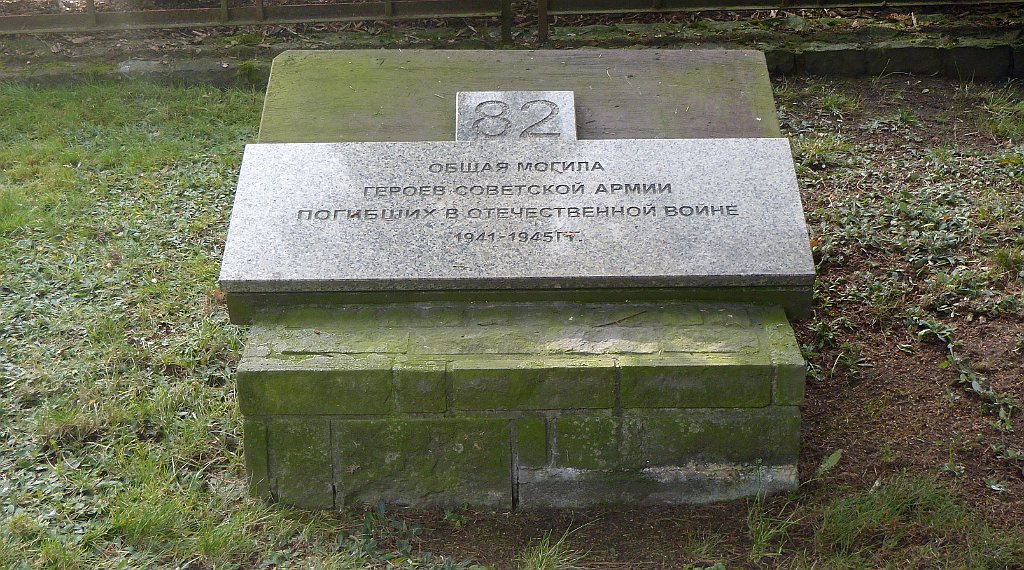 82
ОБЩАЯ МОГИЛА
ГЕРОЕВ СОВЕТСКОЙ АРМИИ
ПОГИБШИХ В ОТЕЧЕСТВЕННОЙ ВОЙНЕ
1941-1945ГГ.